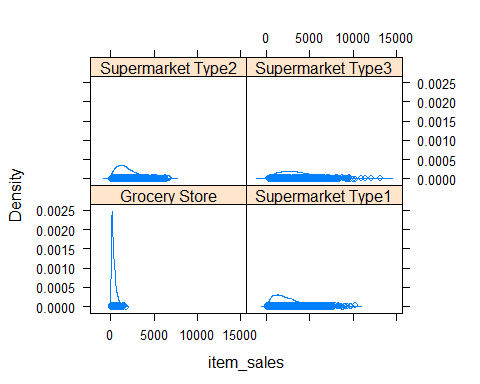 0 5000 10000 15000
Supermarket Type2 Supermarket Type3
0.0025
0.0020
0.0015
0.0010
0.0005
0.0000
Density
Grocery Store Supermarket Type1
0.0025
0.0020
0.0015
0.0010
0.0005
0.0000
0 5000 10000 15000
item_sales